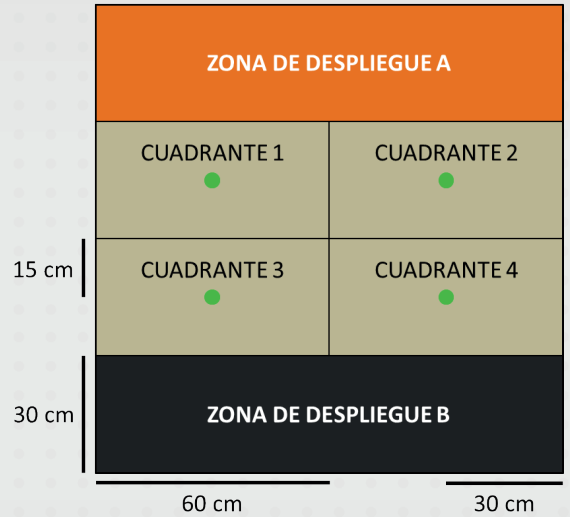 ZONA DE DESPLIEGUE A
CUADRANTE 1
CUADRANTE 2
15 cm
CUADRANTE 3
CUADRANTE 4
30 cm
ZONA DE DESPLIEGUE B
60 cm
30 cm